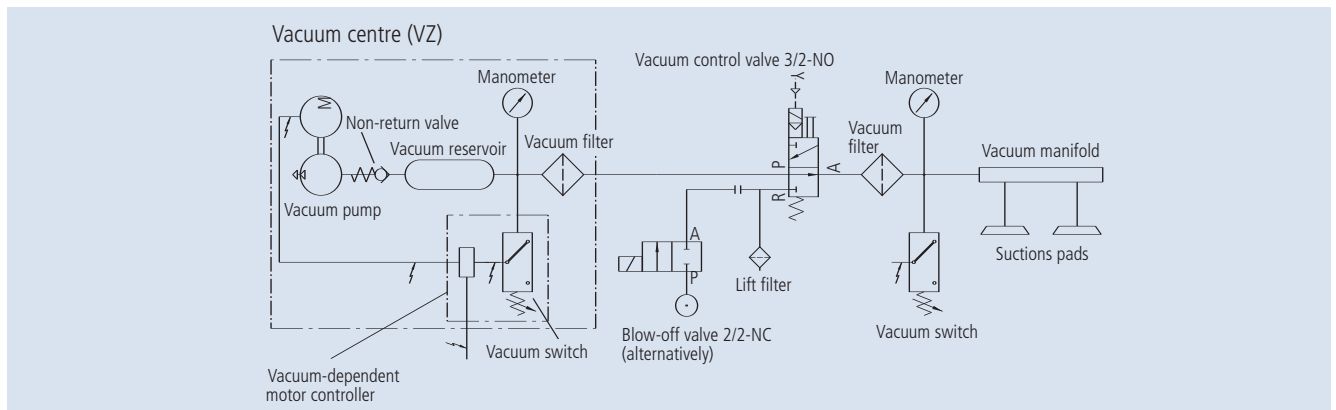 Vacuum centre (VZ)
Vacuum control valve 3/2-NO
Manometer
Manometer
M
Non-return valve
Vacuum reservoir
Vacuum filter
Vacuum
filter
Vacuum manifold
P
A
R
Vacuum pump
A
P
Lift filter
Suctions pads
Blow-off valve 2/2-NC
(alternatively)
Vacuum switch
Vacuum switch
Vacuum-dependent
motor controller